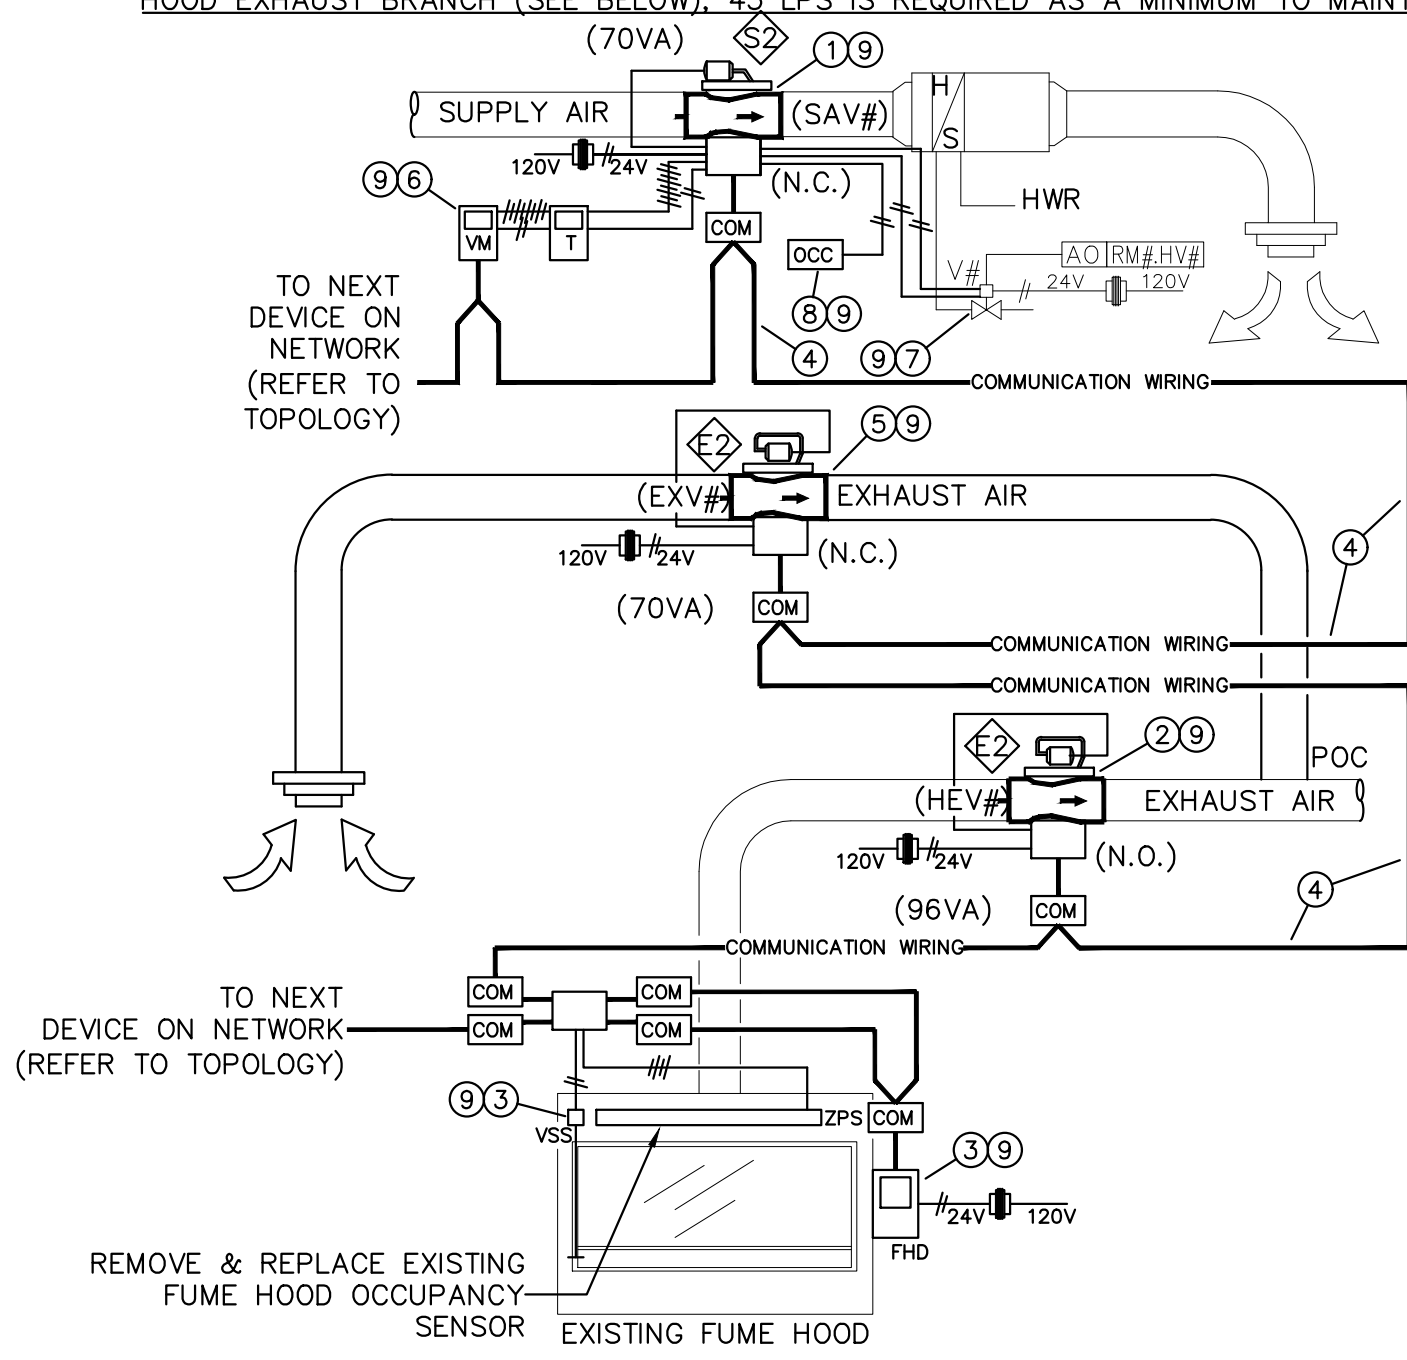 HOOD EXHAUST BRANCH (SEE BELOW), 45 LPS IS REQUIRED AS A MINIMUM TO MAINT
(70VA)
S2
1 9
SUPPLY AIR
(SAV#)
H
S
120V
24V
(N.C.)
9 6
HWR
VM
T
COM
OCC
AO RM#.HV#
V#
24V
120V
8 9
TO NEXT
DEVICE ON
NETWORK
(REFER TO
TOPOLOGY)
4
9 7
COMMUNICATION WIRING
5 9
E2
(EXV#)
EXHAUST AIR
120V
24V
(N.C.)
4
(70VA)
COM
COMMUNICATION WIRING
COMMUNICATION WIRING
2 9
E2
POC
(HEV#)
EXHAUST AIR
120V
24V
(N.O.)
4
(96VA)
COM
COMMUNICATION WIRING
COM
COM
TO NEXT
DEVICE ON NETWORK
(REFER TO TOPOLOGY)
COM
COM
9 3
VSS
ZPS
COM
3 9
24V
120V
FHD
REMOVE & REPLACE EXISTING
FUME HOOD OCCUPANCY
SENSOR
EXISTING FUME HOOD